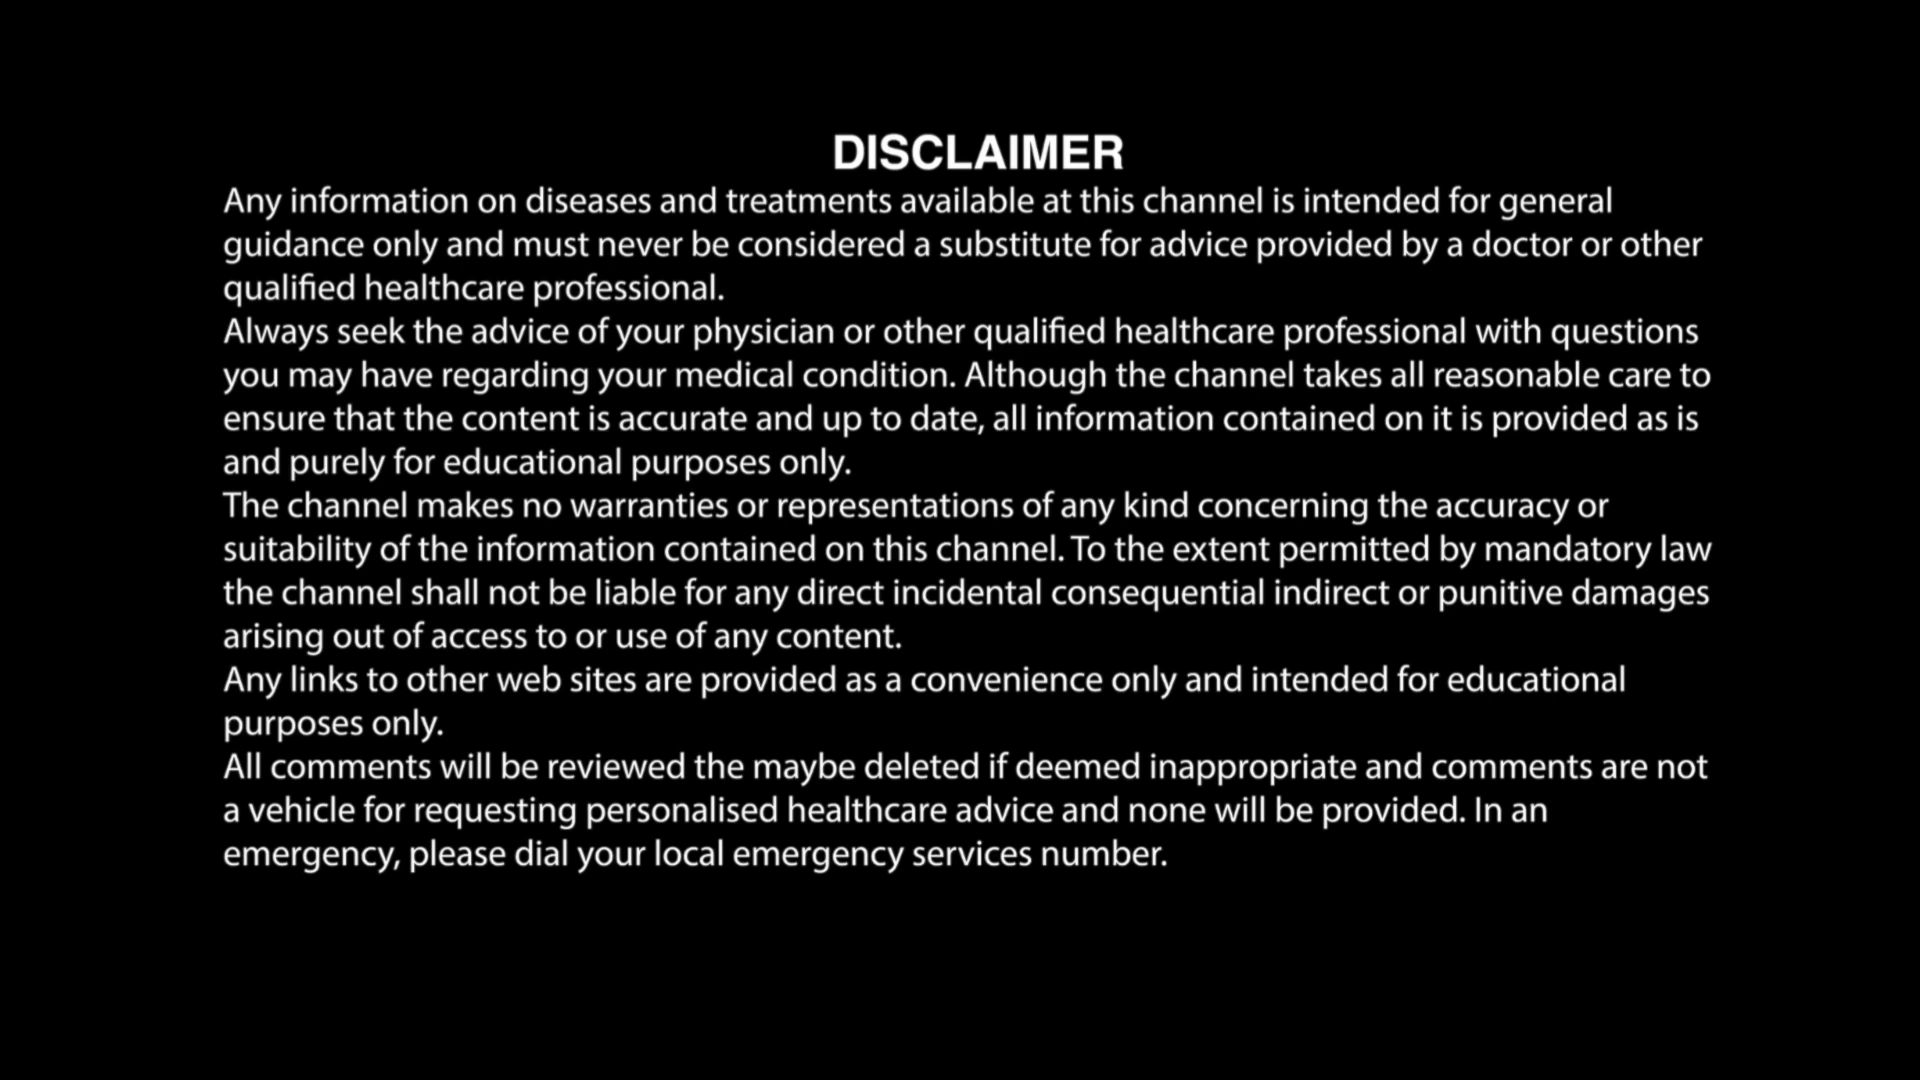 DISCLAIMER
Any information on diseases and treatments available at this channel is intended for general
guidance only and must never be considered a substitute for advice provided by a doctor or other
qualified healthcare professional.
Always seek the advice of your physician or other qualified healthcare professional with questions
you may have regarding your medical condition. Although the channel takes all reasonable care to
ensure that the content is accurate and up to date, all information contained on it is provided as is
and purely for educational purposes only.
The channel makes no warranties or representations of any kind concerning the accuracy or
suitability of the information contained on this channel. To the extent permitted by mandatory law
the channel shall not be liable for any direct incidental consequential indirect or punitive damages
arising out of access to or use of any content.
Any links to other web sites are provided as a convenience only and intended for educational
purposes only.
All comments will be reviewed the maybe deleted if deemed inappropriate and comments are not
a vehicle for requesting personalised healthcare advice and none will be provided. In an
emergency, please dial your local emergency services number.